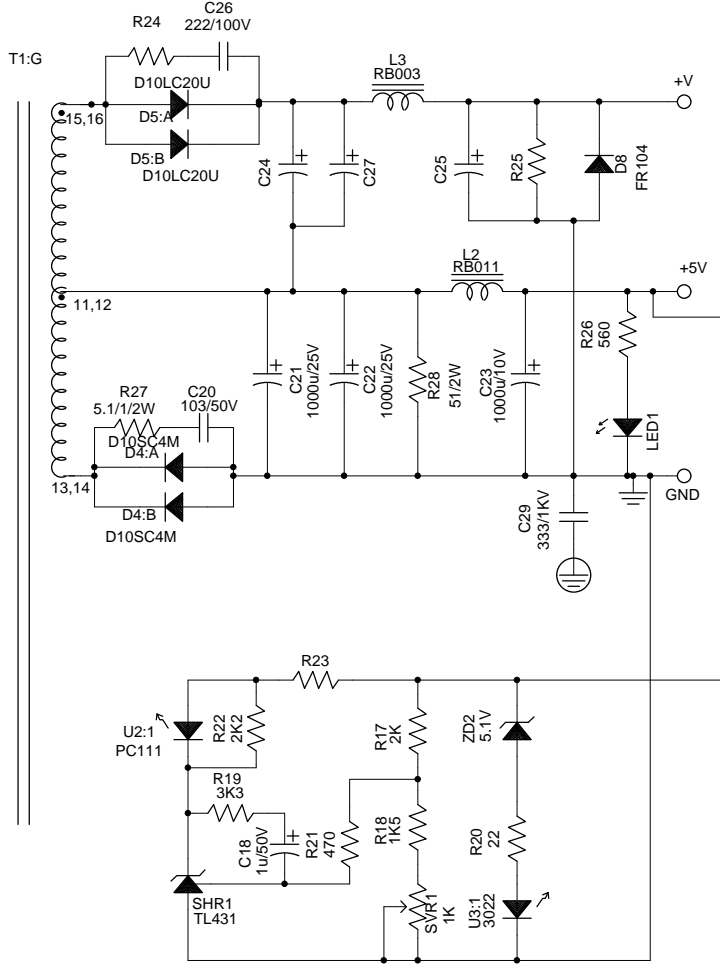 R24
C26
222/100V
T1:G
D10LC20U
15,16
D5:A
D5:B
D10LC20U
L3
RB003
+V
C24
C27
C25
R25
D8
FR104
11,12
L2
RB011
+5V
R26
560
C21
1000u/25V
C22
1000u/25V
R28
51/2W
C23
1000u/10V
LED1
R27
5.1/1/2W
C20
103/50V
D10SC4M
D4:A
13,14
D4:B
D10SC4M
GND
C29
333/1KV
R23
U2:1
PC111
R22
2K2
R17
2K
ZD2
5.1V
R19
3K3
C18
1u/50V
R21
470
R18
1K5
R20
22
SHR1
TL431
SVR1
1K
U3:1
3022